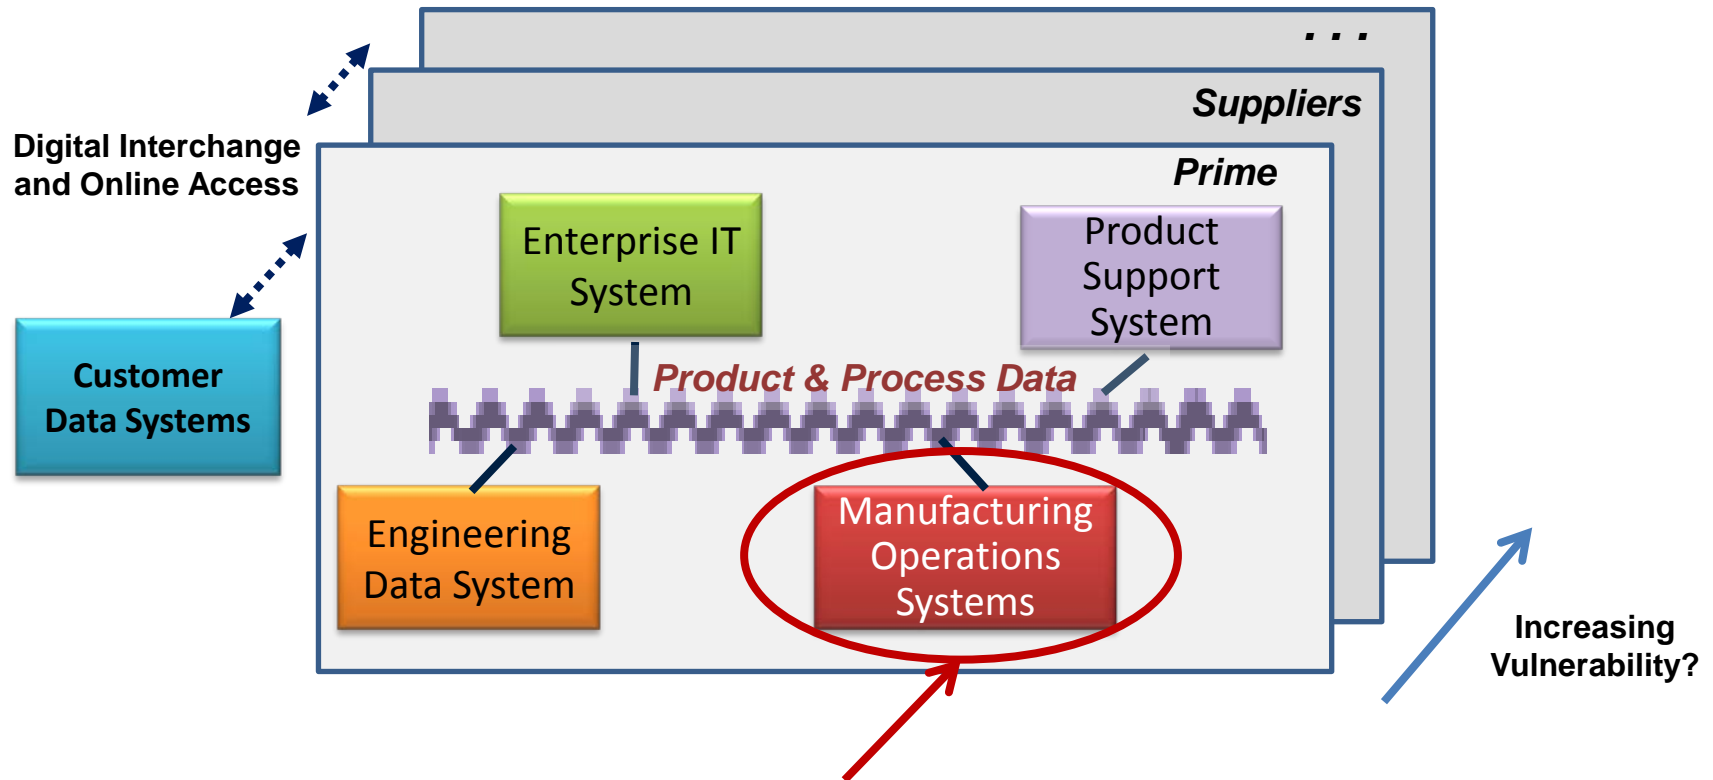 . . .
Suppliers
Digital Interchange
and Online Access
Prime
Enterprise IT
System
Product
Support
System
Customer
Data Systems
Product & Process Data
Engineering
Data System
Manufacturing
Operations
Systems
Increasing
Vulnerability?